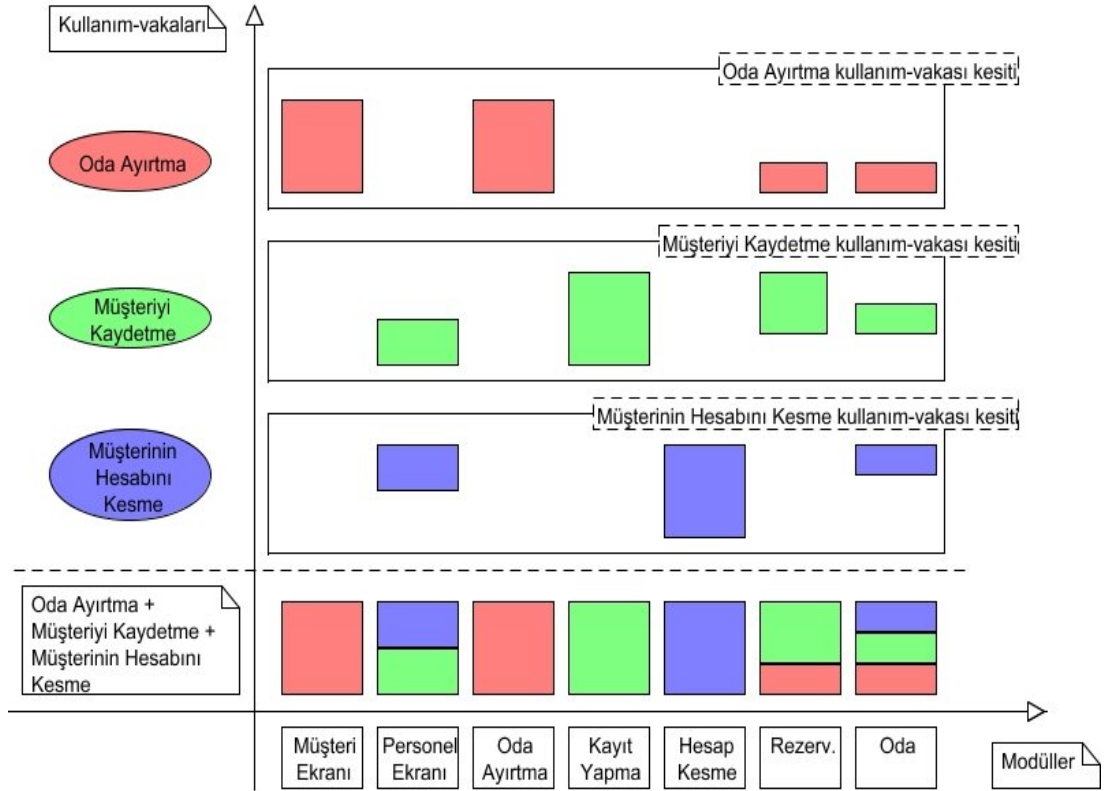 Kullanım-vakaları
Oda Ayırtma kullanım-vakası kesiti
Oda Ayırtma
Müşteriyi Kaydetme kullanım-vakası kesiti
Müşteriyi
Kaydetme
Müşterinin Hesabını Kesme kullanım-vakası kesiti
Müşterinin
Hesabını
Kesme
Oda Ayırtma +
Müşteriyi Kaydetme +
Müşterinin Hesabını
Kesme
Müşteri
Ekranı
Personel
Ekranı
Oda
Ayırtma
Kayıt
Yapma
Hesap
Kesme
Rezerv.
Oda
Modüller